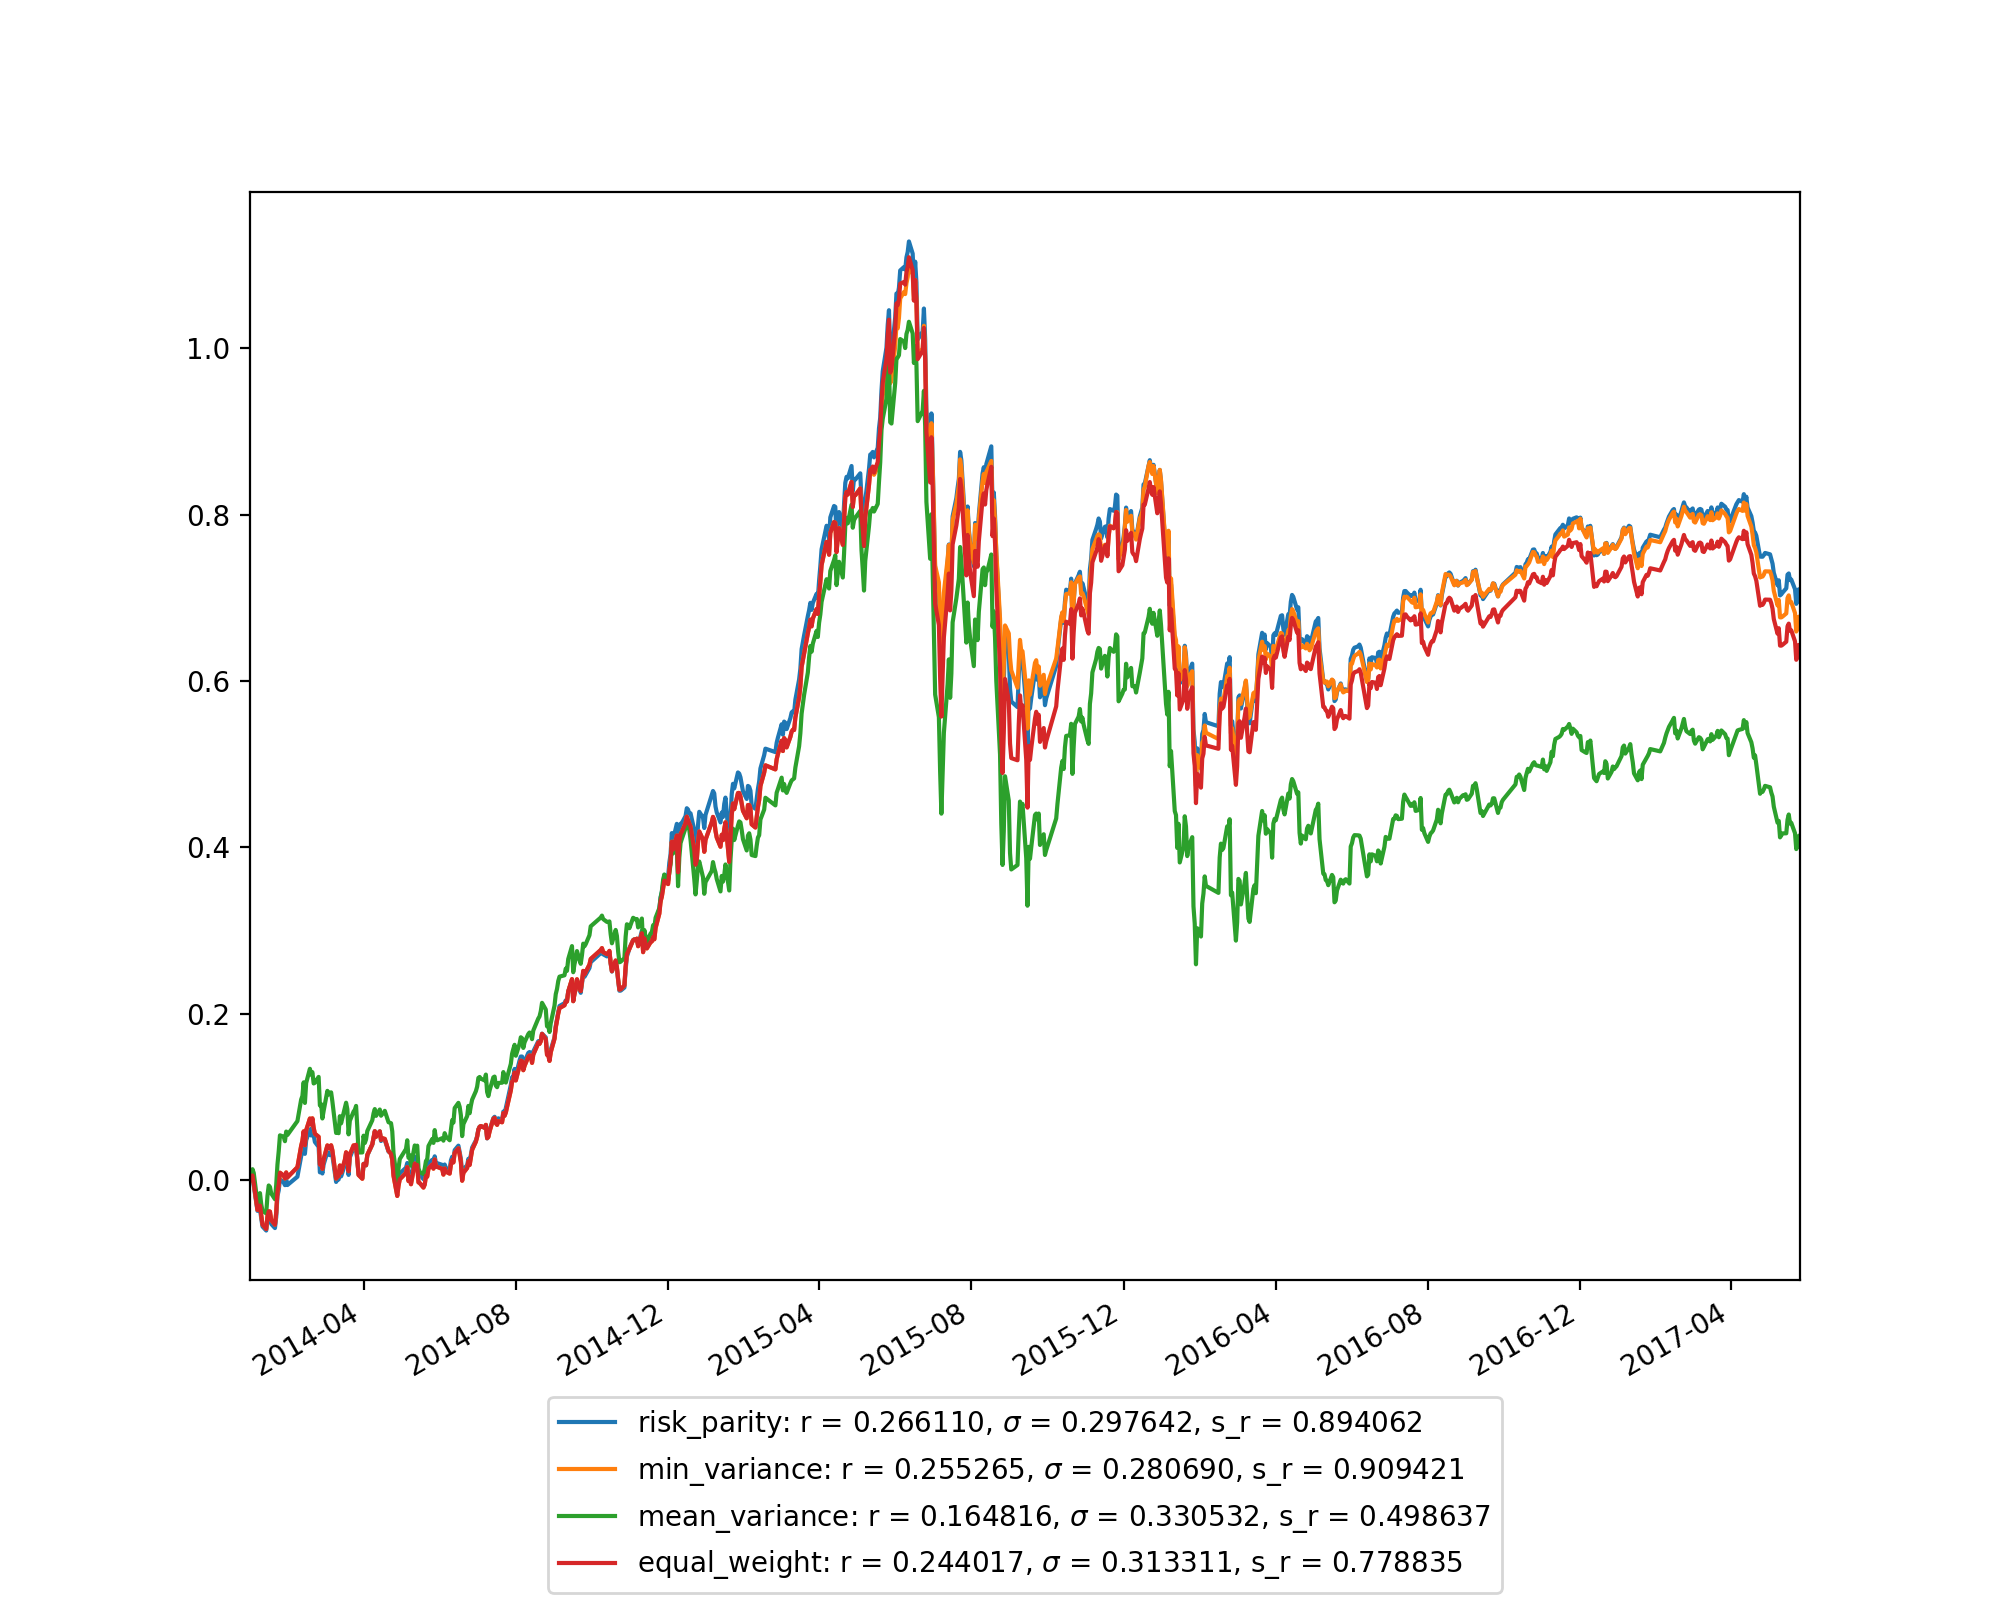 1.0
0.8
0.6
0.4
0.2
0.0
2014-04 2014-08 2014-12 2015-04 2015-08 2015-12 2016-04 2016-08 2016-12 2017-04
risk_parity: r = 0.266110, σ = 0.297642, s_r = 0.894062
min_variance: r = 0.255265, σ = 0.280690, s_r = 0.909421
mean_variance: r = 0.164816, σ = 0.330532, s_r = 0.498637
equal_weight: r = 0.244017, σ = 0.313311, s_r = 0.778835